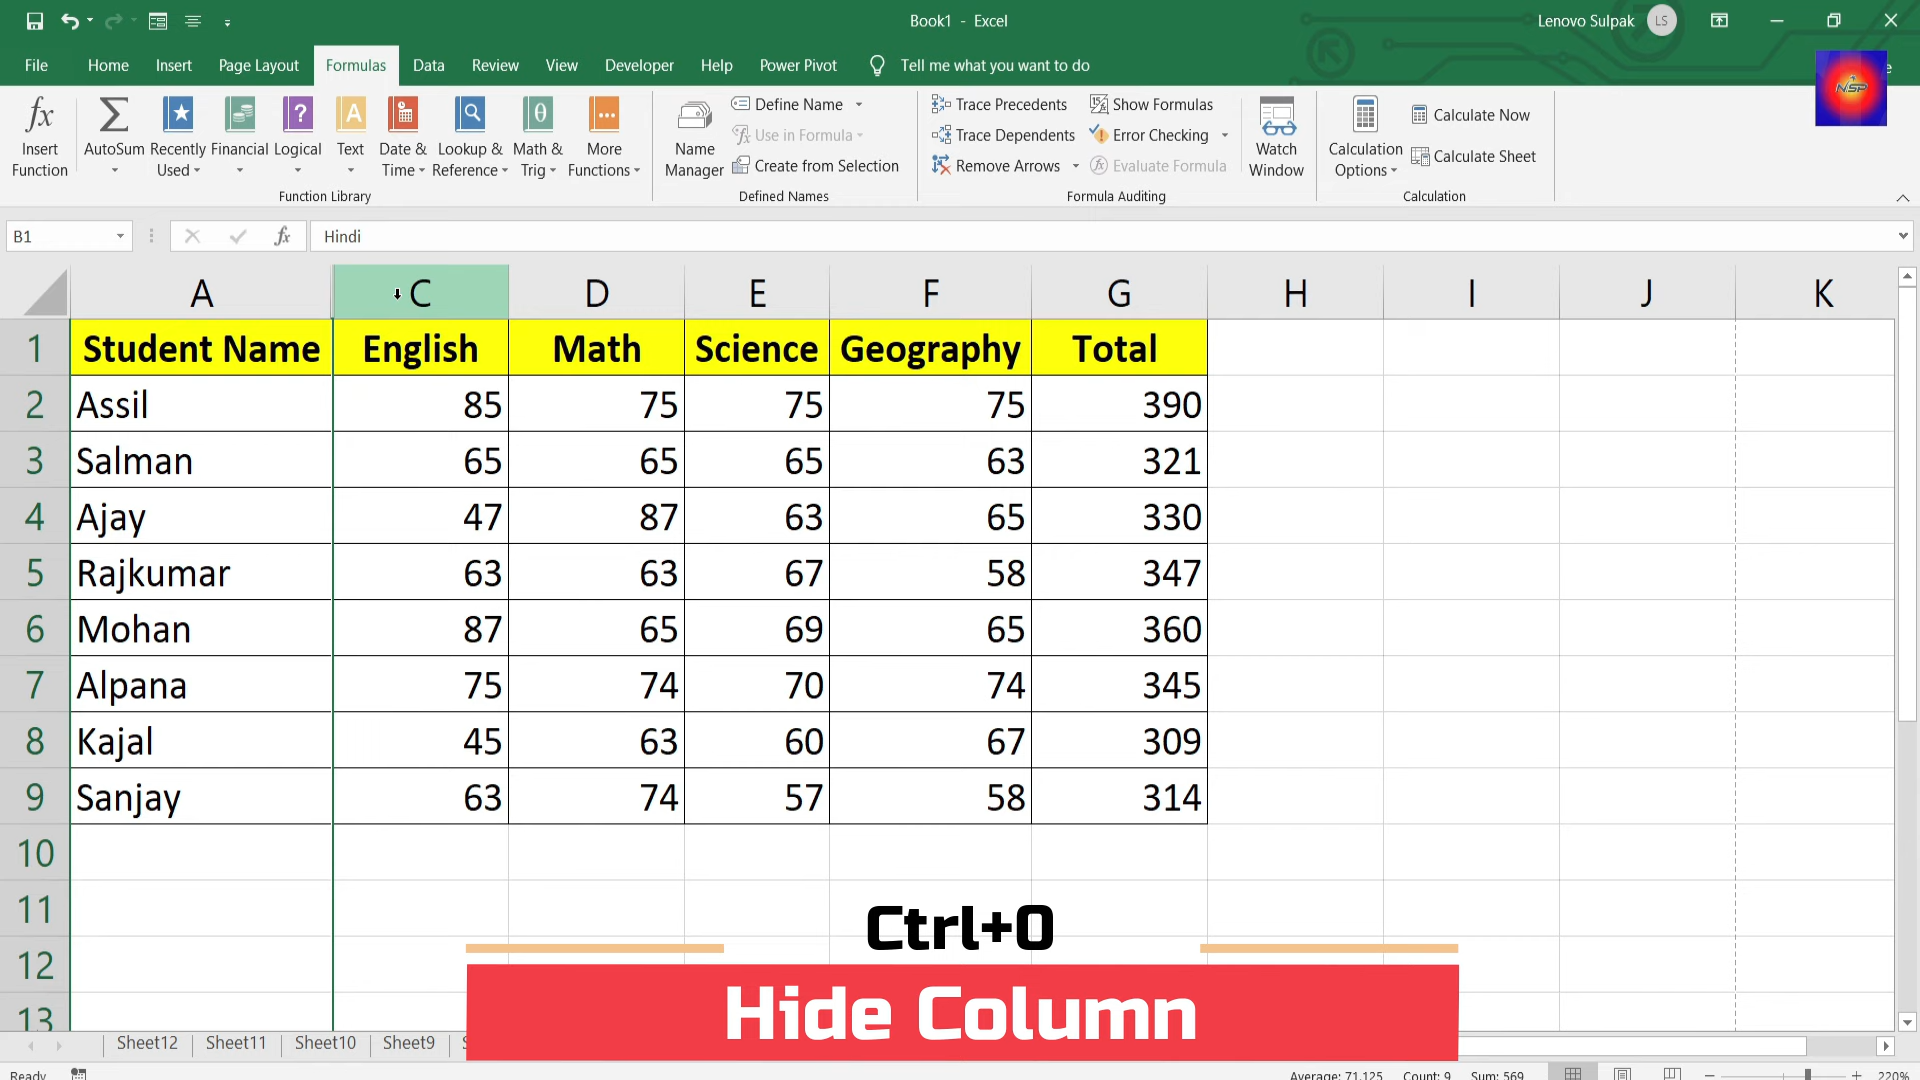 Book1 - Excel
Lenovo Sulpak LS
File Home Insert Page Layout Formulas Data Review View Developer Help Power Pivot Tell me what you want to do
NSP
fx Insert Function
AutoSum
Recently Used
Financial
Logical
Text
Date & Time
Lookup & Reference
Math & Trig
More Functions
Function Library
Name Manager
Define Name
Use in Formula
Create from Selection
Defined Names
Trace Precedents
Trace Dependents
Remove Arrows
Show Formulas
Error Checking
Evaluate Formula
Formula Auditing
Watch Window
Calculation Options
Calculate Now
Calculate Sheet
Calculation
B1 fx Hindi
A C D E F G H I J K
1 Student Name English Math Science Geography Total
2 Assil 85 75 75 75 390
3 Salman 65 65 65 63 321
4 Ajay 47 87 63 65 330
5 Rajkumar 63 63 67 58 347
6 Mohan 87 65 69 65 360
7 Alpana 75 74 70 74 345
8 Kajal 45 63 60 67 309
9 Sanjay 63 74 57 58 314
10
11
12
13
Ctrl+0
Hide Column
Sheet12 Sheet11 Sheet10 Sheet9
Ready Average: 71.125 Count: 9 Sum: 569 220%